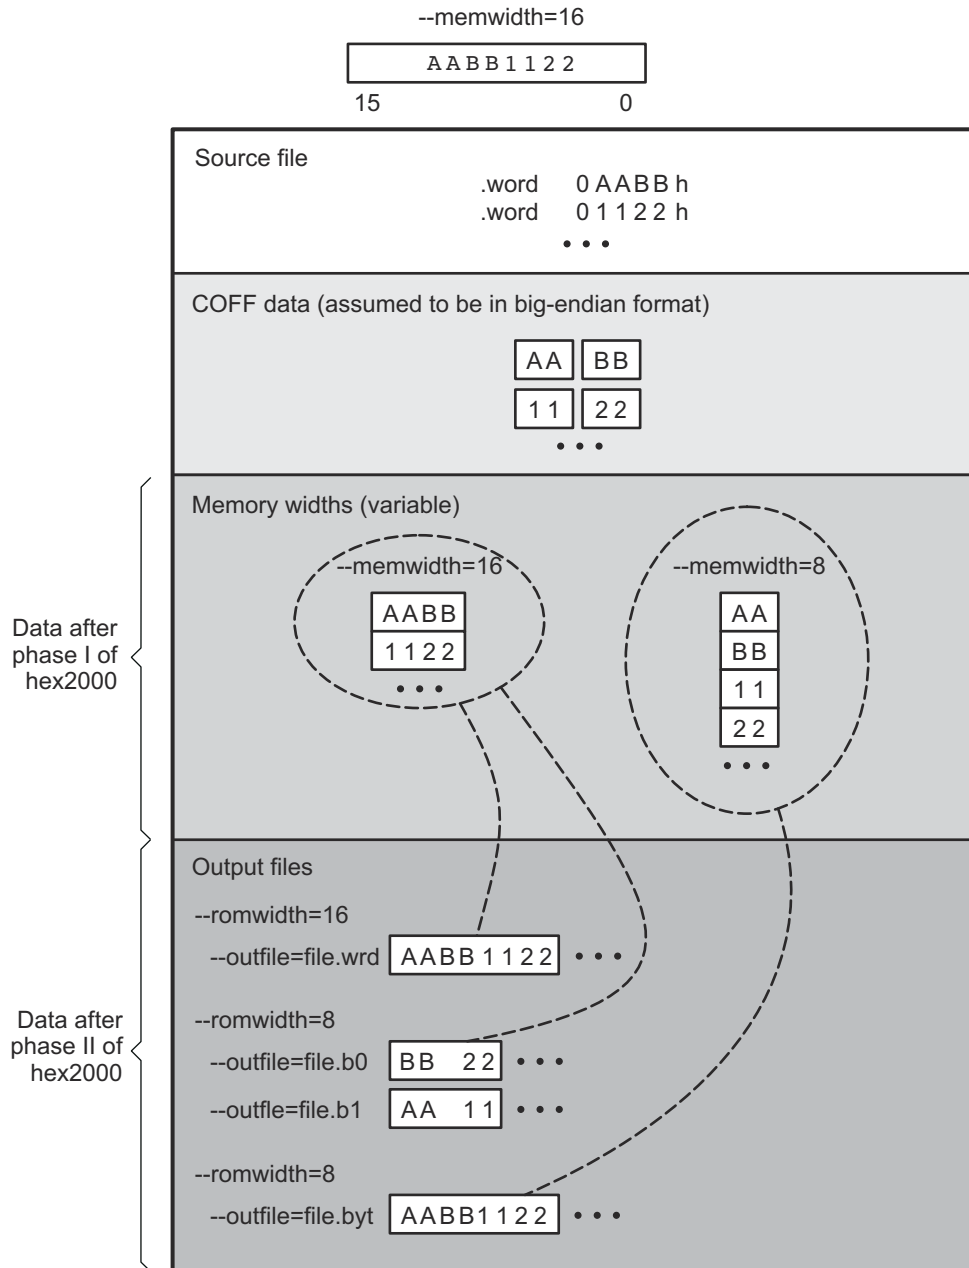 --memwidth=16
AABB1122
15 0
Source file
.word 0AABBh
.word 01122h
• • •
COFF data (assumed to be in big-endian format)
AA BB
11 22
• • •
Memory widths (variable)
--memwidth=16
AABB
1122
• • •
--memwidth=8
AA
BB
11
22
• • •
Data after
phase I of
hex2000
Output files
--romwidth=16
--outfile=file.wrd AABB1122 • • •
--romwidth=8
--outfile=file.b0 BB 22 • • •
--outfle=file.b1 AA 11 • • •
--romwidth=8
--outfile=file.byt AABB1122 • • •
Data after
phase II of
hex2000